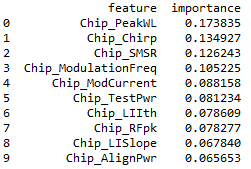 feature importance
0 Chip_PeakWL 0.173835
1 Chip_Chirp 0.134927
2 Chip_SMSR 0.126243
3 Chip_ModulationFreq 0.105225
4 Chip_ModCurrent 0.088158
5 Chip_TestPwr 0.081234
6 Chip_LIIth 0.078609
7 Chip_RFpk 0.078277
8 Chip_LISlope 0.067840
9 Chip_AlignPwr 0.065653